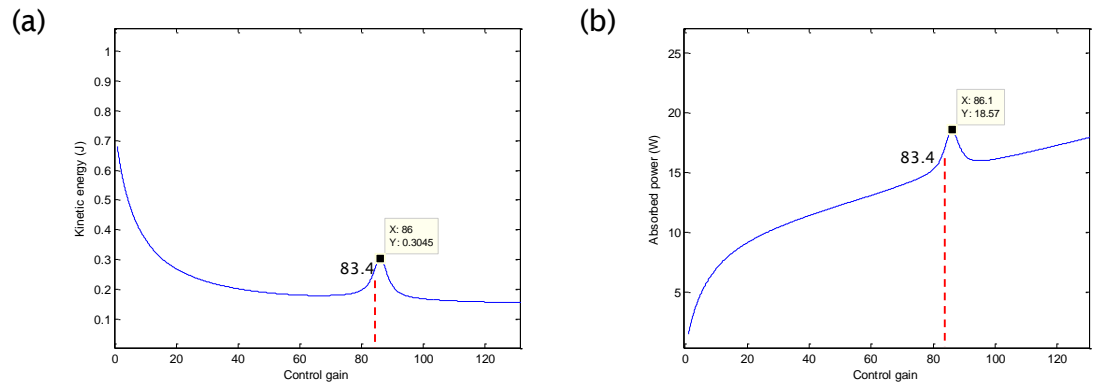 (a)
1
0.9
0.8
0.7
0.6
0.5
0.4
0.3
0.2
0.1
Kinetic energy (J)
X: 86
Y: 0.3045
83.4
0 20 40 60 80 100 120
Control gain
(b)
25
20
15
10
5
Absorbed power (W)
X: 86.1
Y: 18.57
83.4
0 20 40 60 80 100 120
Control gain